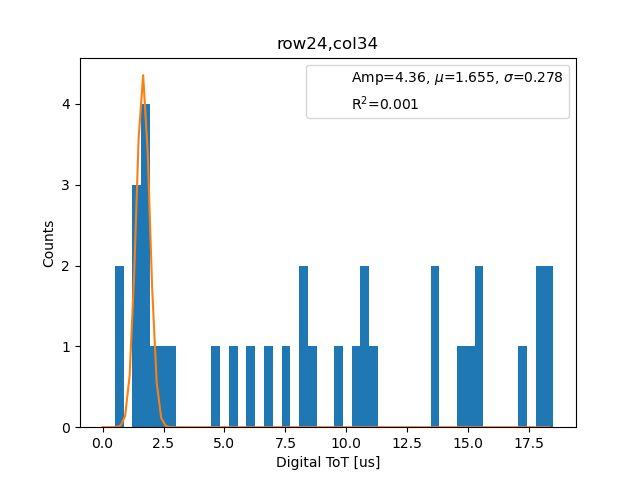 row24,col34
Amp=4.36, μ=1.655, σ=0.278
R²=0.001
Counts
4
3
2
1
0
0.0 2.5 5.0 7.5 10.0 12.5 15.0 17.5
Digital ToT [us]